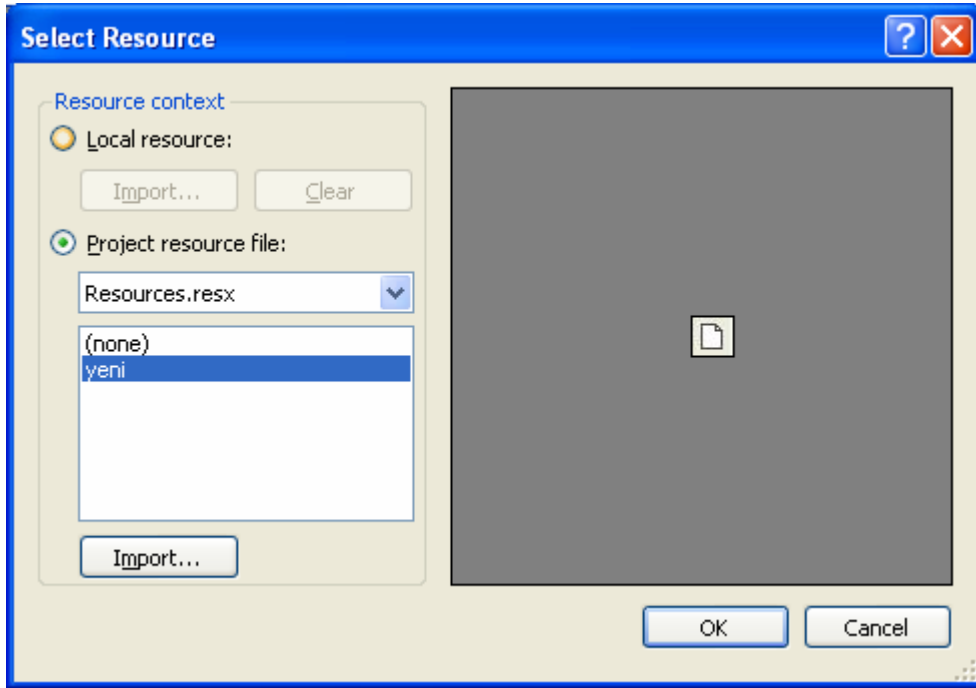 Select Resource
Resource context
Local resource:
Import...
Clear
Project resource file:
Resources.resx
(none)
yeni
Import...
OK
Cancel